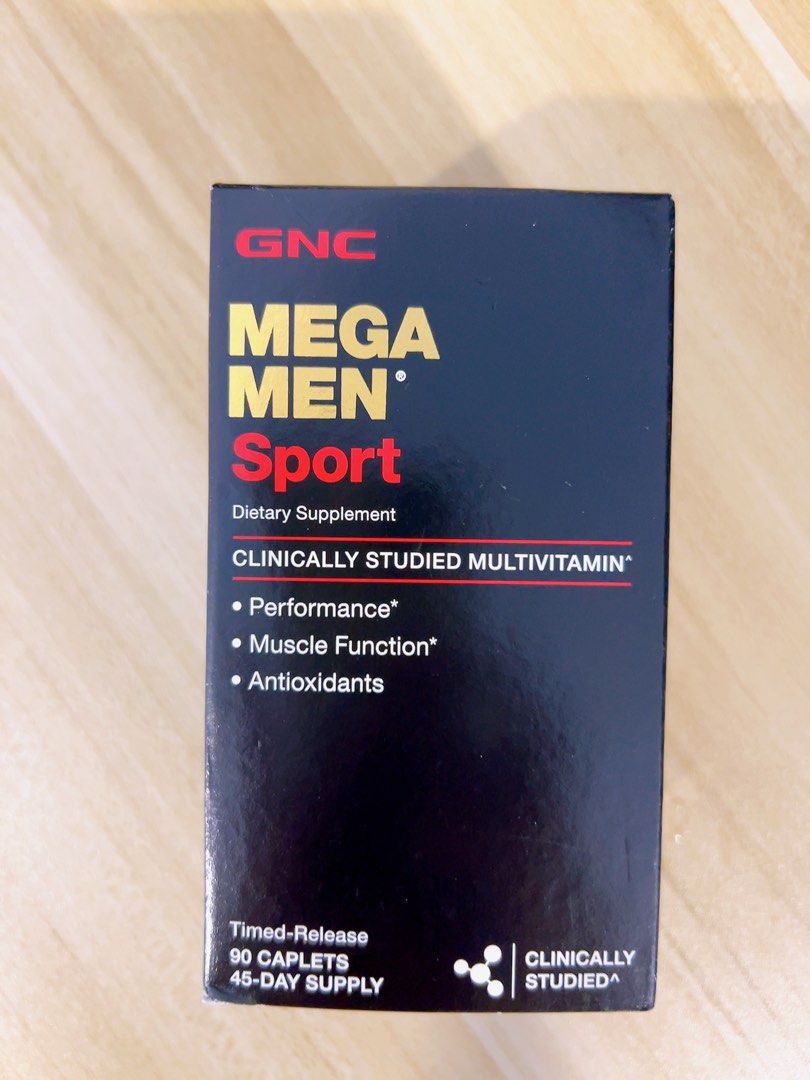 GNC
MEGA
MEN®
Sport
Dietary Supplement
CLINICALLY STUDIED MULTIVITAMIN^
• Performance*
• Muscle Function*
• Antioxidants
Timed-Release
90 CAPLETS
45-DAY SUPPLY
CLINICALLY
STUDIED^